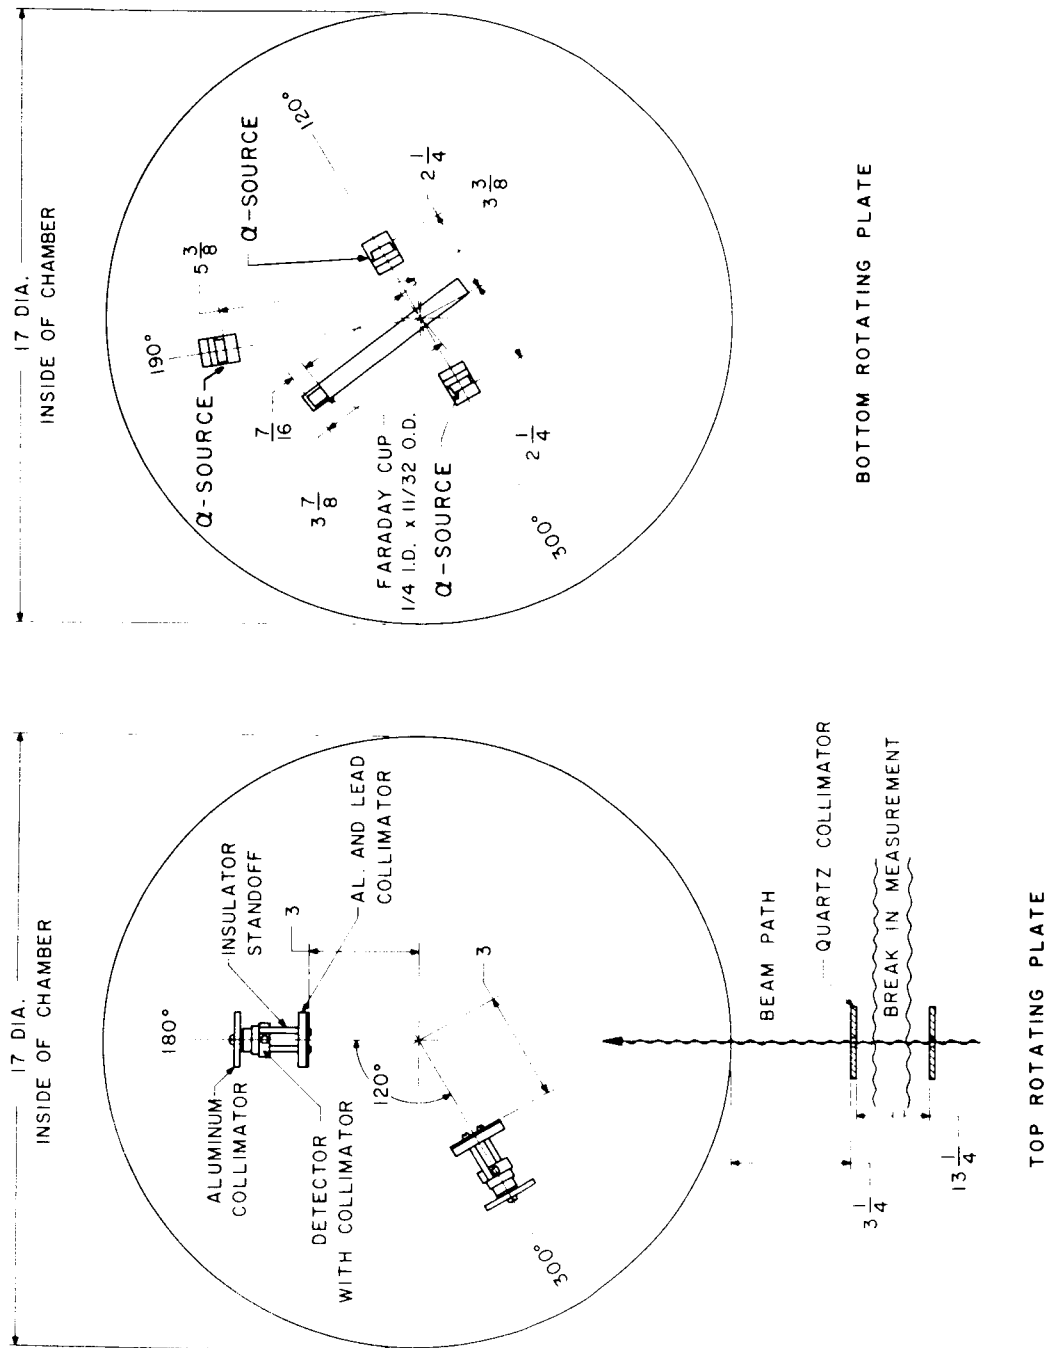 17 DIA.
INSIDE OF CHAMBER
180°
ALUMINUM
COLLIMATOR
INSULATOR
STANDOFF
DETECTOR
WITH COLLIMATOR
AL. AND LEAD
COLLIMATOR
3
120°
3
300°
BEAM PATH
QUARTZ COLLIMATOR
BREAK IN MEASUREMENT
3 1/4
13 1/4
TOP ROTATING PLATE
17 DIA.
INSIDE OF CHAMBER
190°
5 3/8
α-SOURCE
120°
α-SOURCE
2 1/4
3 3/8
7/16
3 7/8
FARADAY CUP
1/4 I.D. x 11/32 O.D.
α-SOURCE
2 1/4
300°
BOTTOM ROTATING PLATE